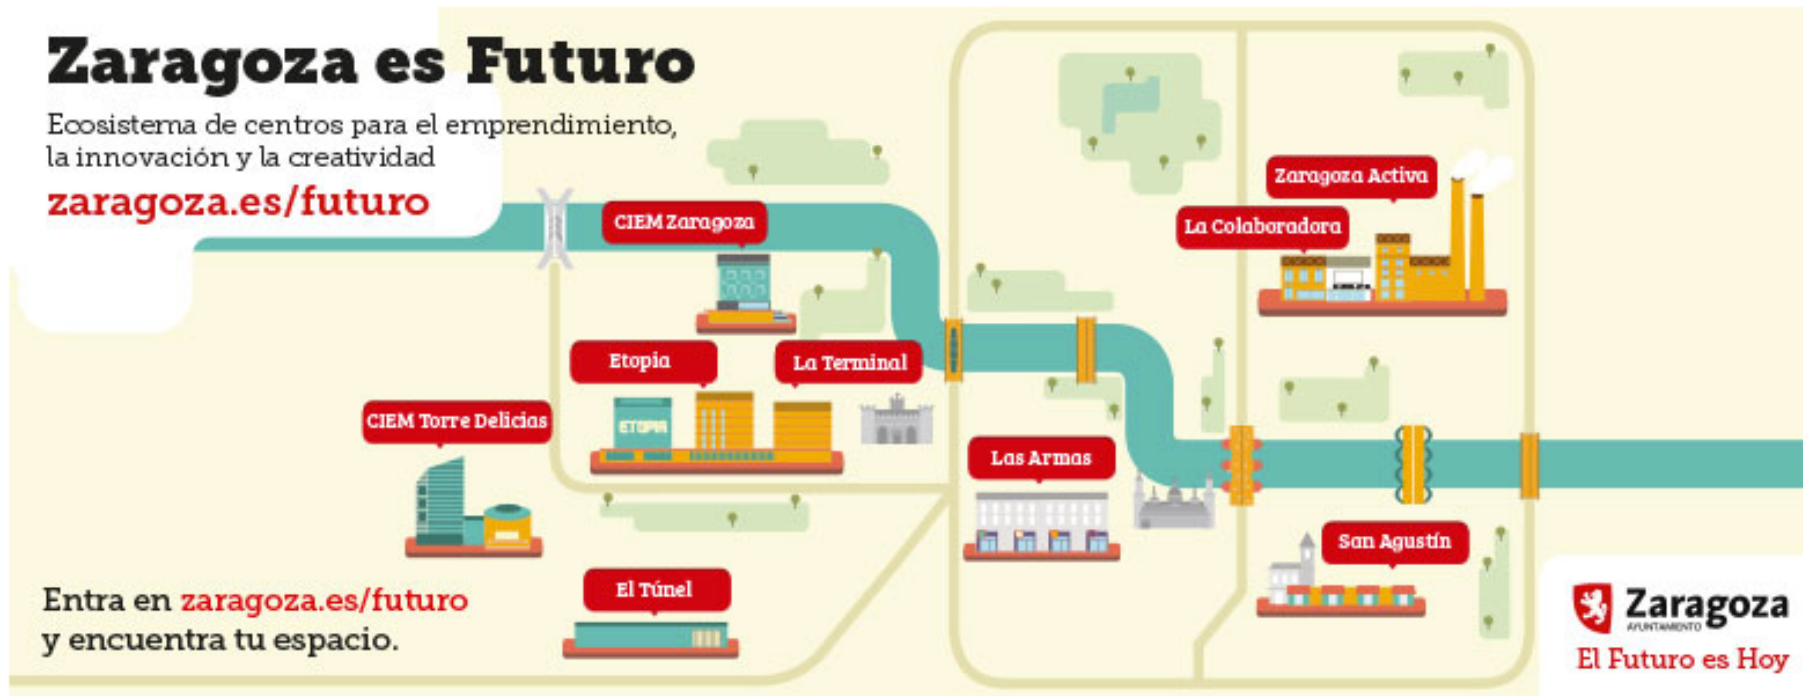 Zaragoza es Futuro
Ecosistema de centros para el emprendimiento,
la innovación y la creatividad
zaragoza.es/futuro
CIEM Zaragoza
Zaragoza Activa
La Colaboradora
Etopia
La Terminal
ETOPIA
CIEM Torre Delicias
Las Armas
San Agustín
El Túnel
Entra en zaragoza.es/futuro
y encuentra tu espacio.
Zaragoza
AYUNTAMIENTO
El Futuro es Hoy